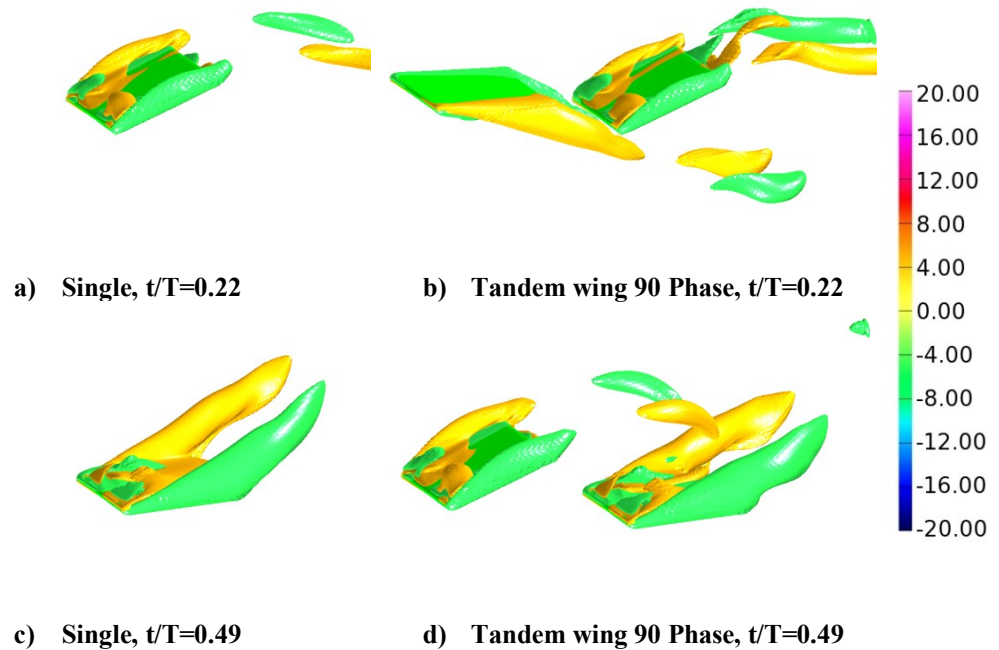 20.00
16.00
12.00
8.00
4.00
0.00
-4.00
-8.00
-12.00
-16.00
-20.00
a) Single, t/T=0.22
b) Tandem wing 90 Phase, t/T=0.22
c) Single, t/T=0.49
d) Tandem wing 90 Phase, t/T=0.49